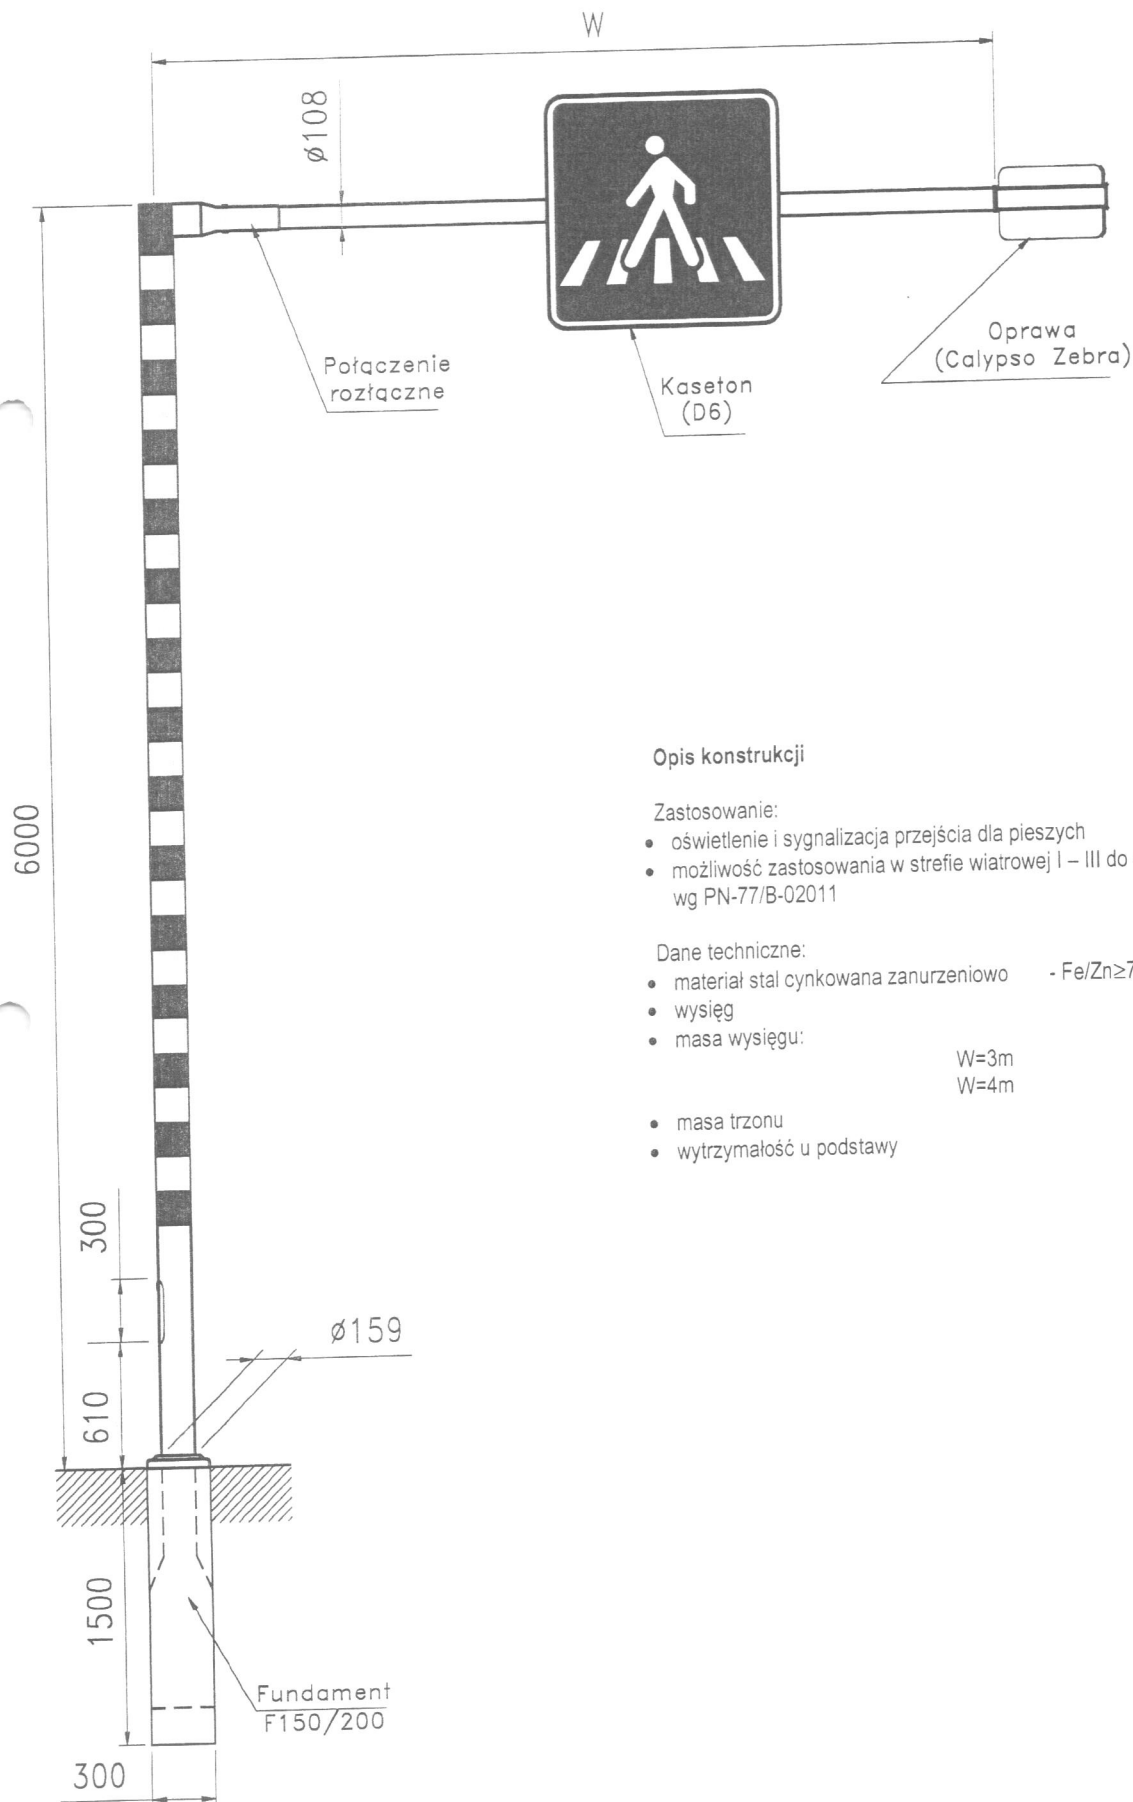 W
ø108
Połączenie
rozłączne
Kaseton
(D6)
Oprawa
(Calypso Zebra)
6000
Opis konstrukcji
Zastosowanie:
• oświetlenie i sygnalizacja przejścia dla pieszych
• możliwość zastosowania w strefie wiatrowej I – III do
wg PN-77/B-02011
Dane techniczne:
• materiał stal cynkowana zanurzeniowo - Fe/Zn≥7
• wysięg
• masa wysięgu:
W=3m
W=4m
• masa trzonu
• wytrzymałość u podstawy
300
ø159
610
1500
Fundament
F150/200
300